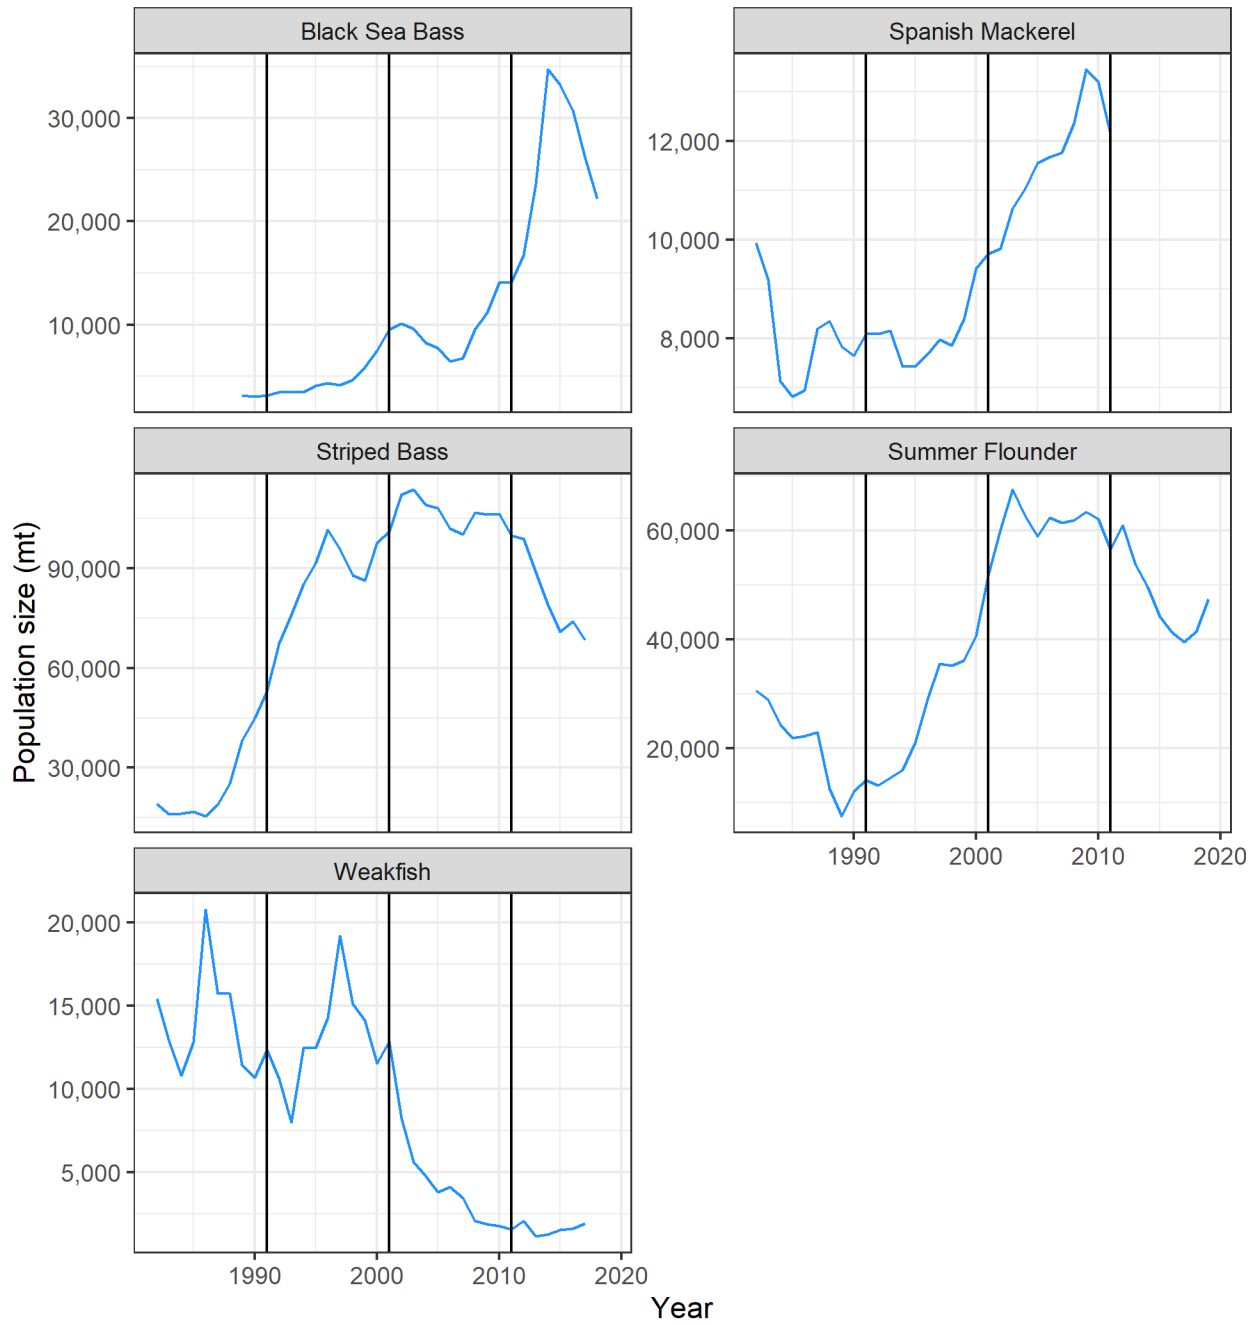 Black Sea Bass
30,000
20,000
10,000
Spanish Mackerel
12,000
10,000
8,000
Striped Bass
90,000
60,000
30,000
Summer Flounder
60,000
40,000
20,000
1990 2000 2010 2020
Weakfish
20,000
15,000
10,000
5,000
1990 2000 2010 2020
Population size (mt)
Year